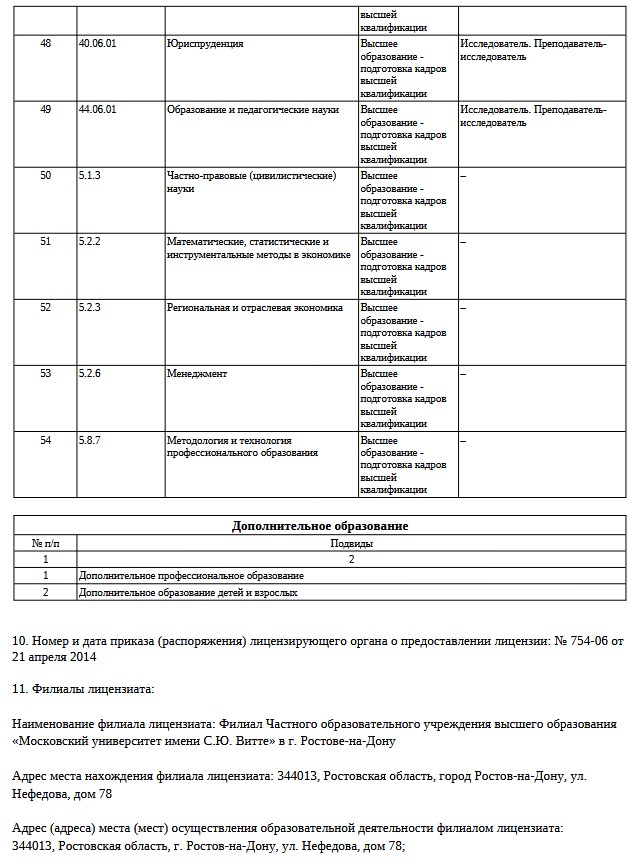 высшей
квалификации
48 40.06.01 Юриспруденция Высшее Исследователь. Преподаватель-
образование - исследователь
подготовка кадров
высшей
квалификации
49 44.06.01 Образование и педагогические науки Высшее Исследователь. Преподаватель-
образование - исследователь
подготовка кадров
высшей
квалификации
50 5.1.3 Частно-правовые (цивилистические) Высшее –
науки образование -
подготовка кадров
высшей
квалификации
51 5.2.2 Математические, статистические и Высшее –
инструментальные методы в экономике образование -
подготовка кадров
высшей
квалификации
52 5.2.3 Региональная и отраслевая экономика Высшее –
образование -
подготовка кадров
высшей
квалификации
53 5.2.6 Менеджмент Высшее –
образование -
подготовка кадров
высшей
квалификации
54 5.8.7 Методология и технология Высшее –
профессионального образования образование -
подготовка кадров
высшей
квалификации
Дополнительное образование
№ п/п Подвиды
1 2
1 Дополнительное профессиональное образование
2 Дополнительное образование детей и взрослых
10. Номер и дата приказа (распоряжения) лицензирующего органа о предоставлении лицензии: № 754-06 от
21 апреля 2014
11. Филиалы лицензиата:
Наименование филиала лицензиата: Филиал Частного образовательного учреждения высшего образования
«Московский университет имени С.Ю. Витте» в г. Ростове-на-Дону
Адрес места нахождения филиала лицензиата: 344013, Ростовская область, город Ростов-на-Дону, ул.
Нефедова, дом 78
Адрес (адреса) места (мест) осуществления образовательной деятельности филиалом лицензиата:
344013, Ростовская область, г. Ростов-на-Дону, ул. Нефедова, дом 78;